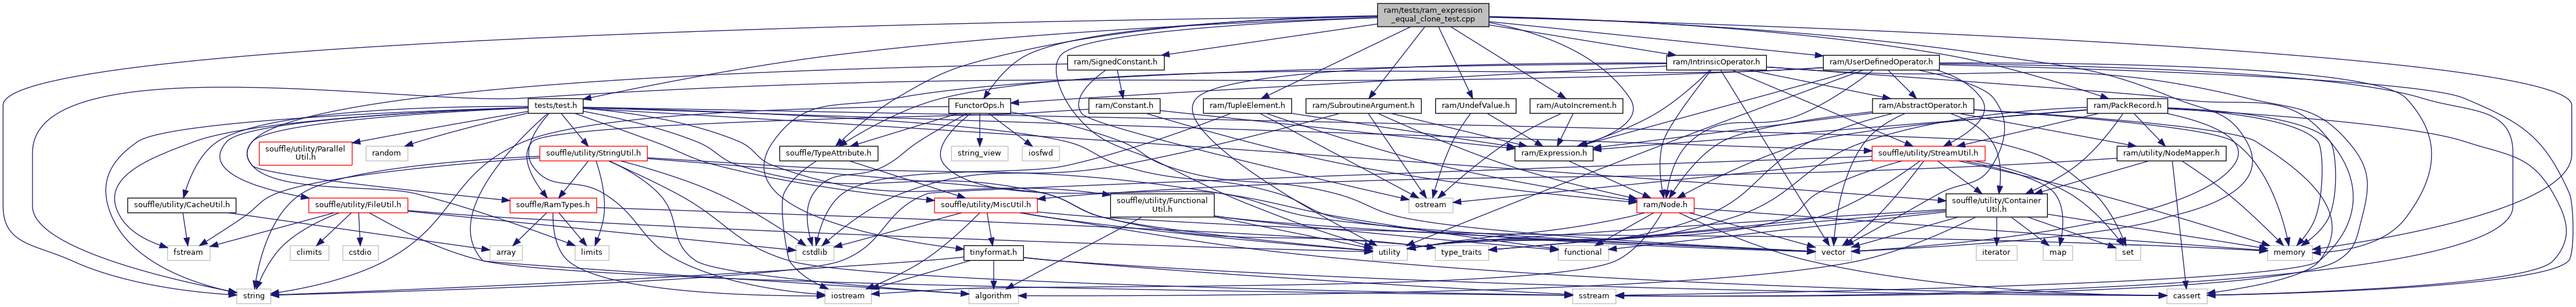 ram/tests/ram_expression
_equal_clone_test.cpp
ram/SignedConstant.h
ram/IntrinsicOperator.h
ram/UserDefinedOperator.h
tests/test.h
FunctorOps.h
ram/Constant.h
ram/TupleElement.h
ram/SubroutineArgument.h
ram/UndefValue.h
ram/AutoIncrement.h
ram/AbstractOperator.h
ram/PackRecord.h
souffle/utility/Parallel
Util.h
random
souffle/utility/StringUtil.h
souffle/TypeAttribute.h
string_view
iosfwd
ram/Expression.h
souffle/utility/StreamUtil.h
ram/utility/NodeMapper.h
souffle/utility/CacheUtil.h
souffle/utility/FileUtil.h
souffle/RamTypes.h
souffle/utility/MiscUtil.h
souffle/utility/Functional
Util.h
ostream
ram/Node.h
souffle/utility/Container
Util.h
fstream
climits
cstdio
array
limits
cstdlib
tinyformat.h
utility
type_traits
functional
vector
iterator
map
set
memory
string
iostream
algorithm
sstream
cassert